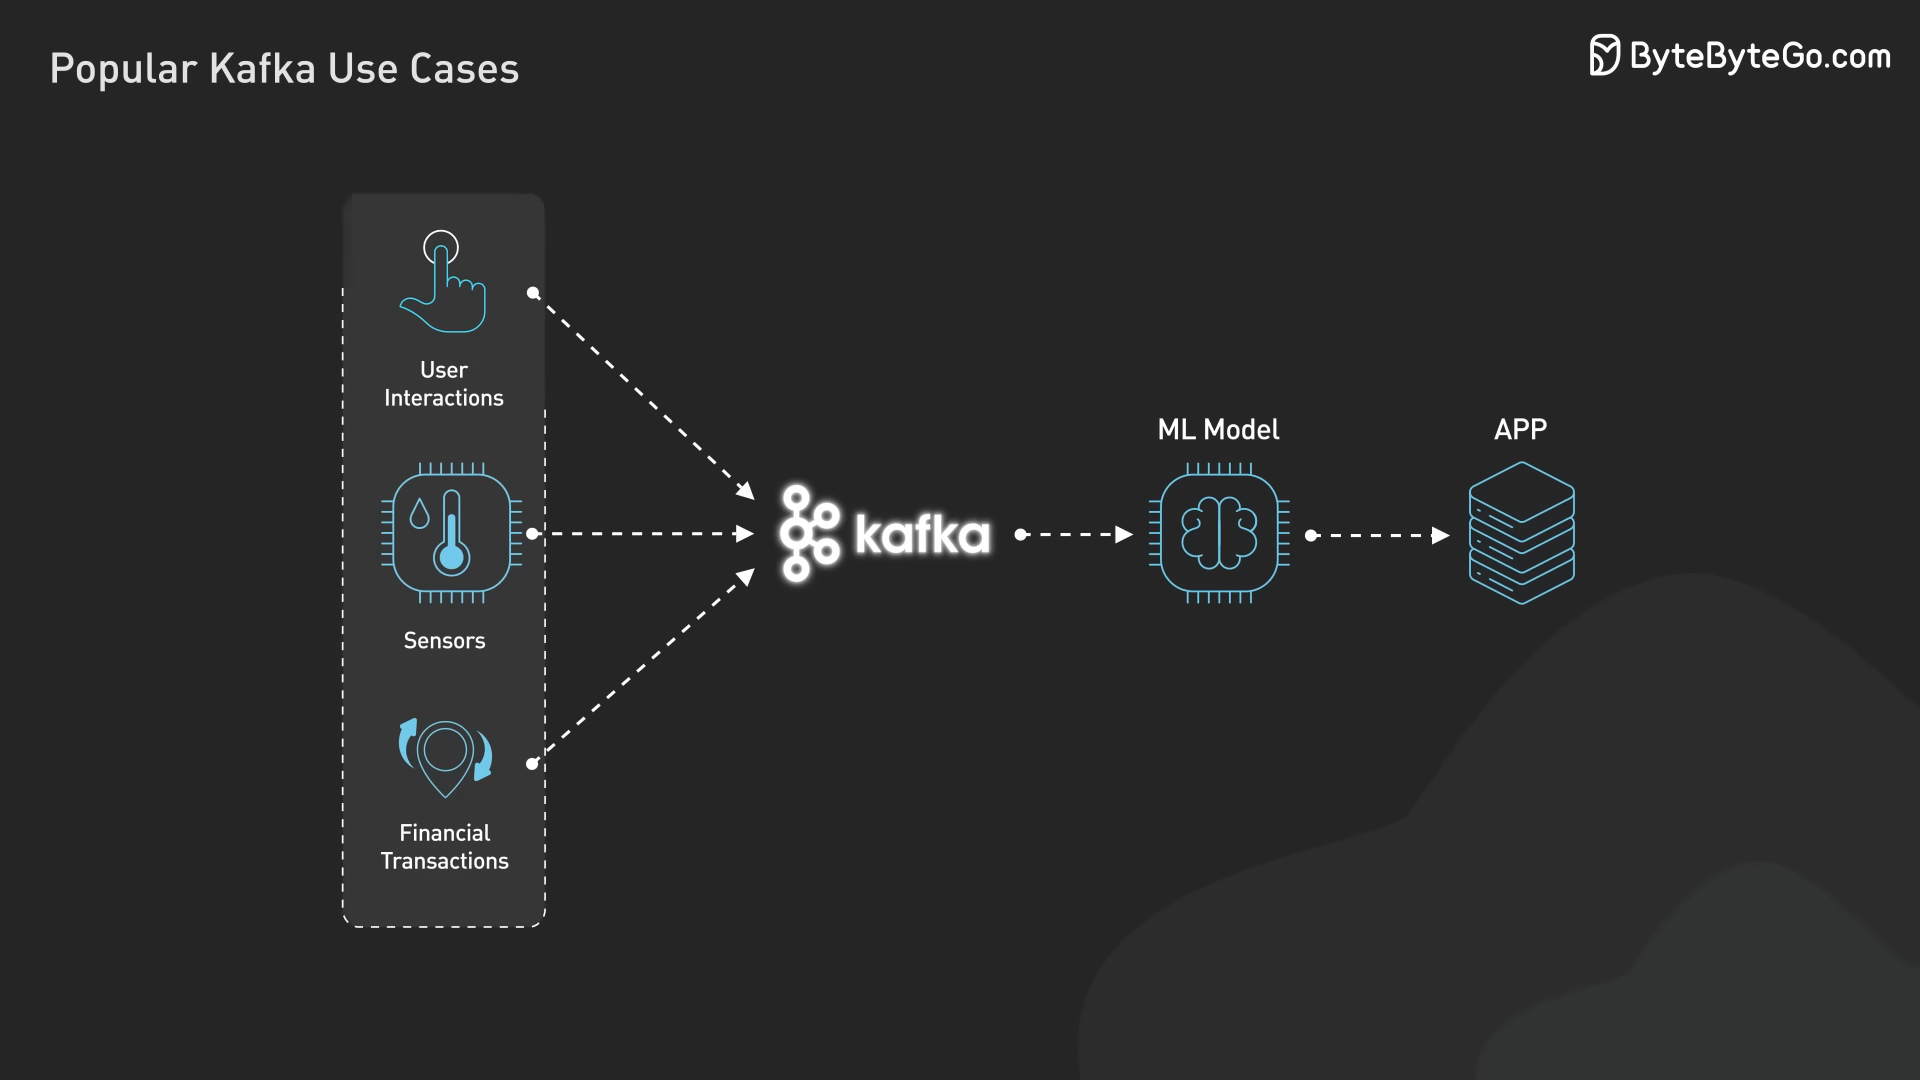 Popular Kafka Use Cases
ByteByteGo.com
User
Interactions
Sensors
Financial
Transactions
kafka
ML Model
APP